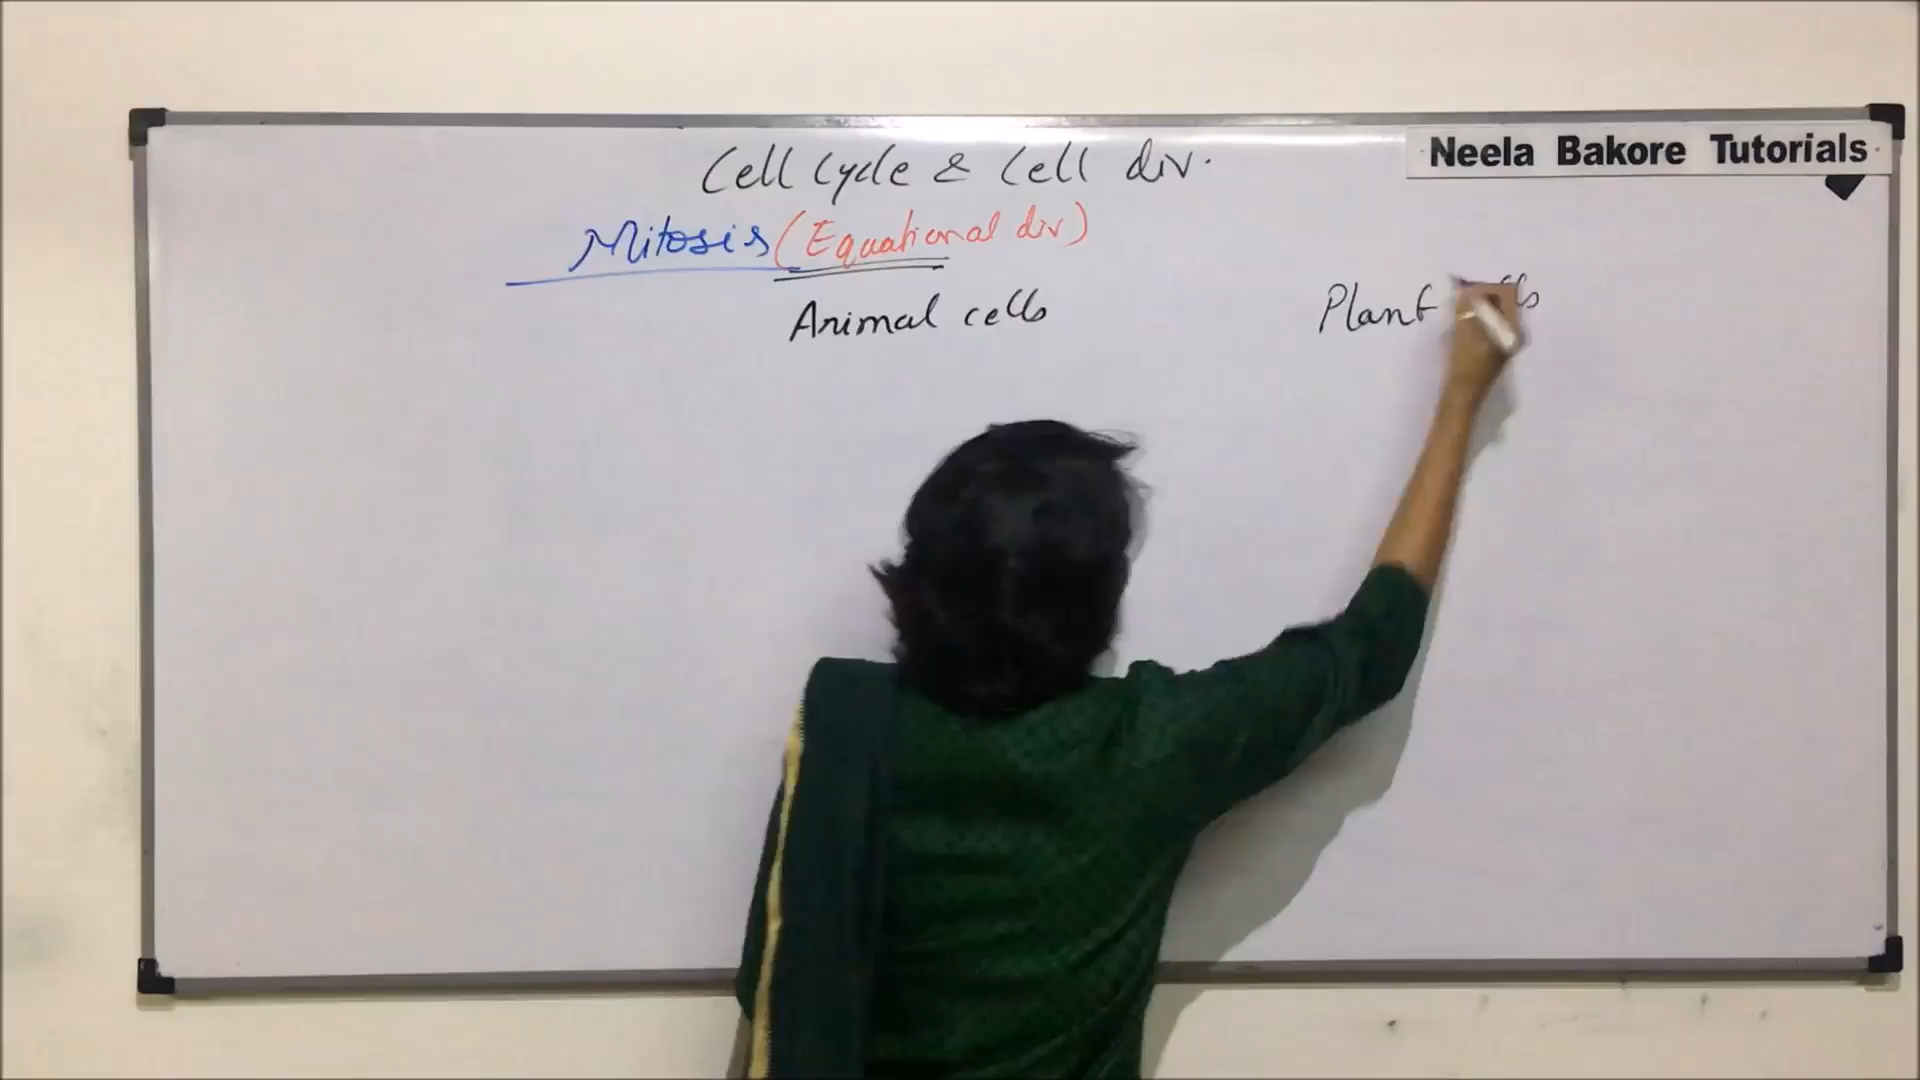 Neela Bakore Tutorials
Cell Cycle & Cell div.
Mitosis (Equational div)
Animal cells
Plant